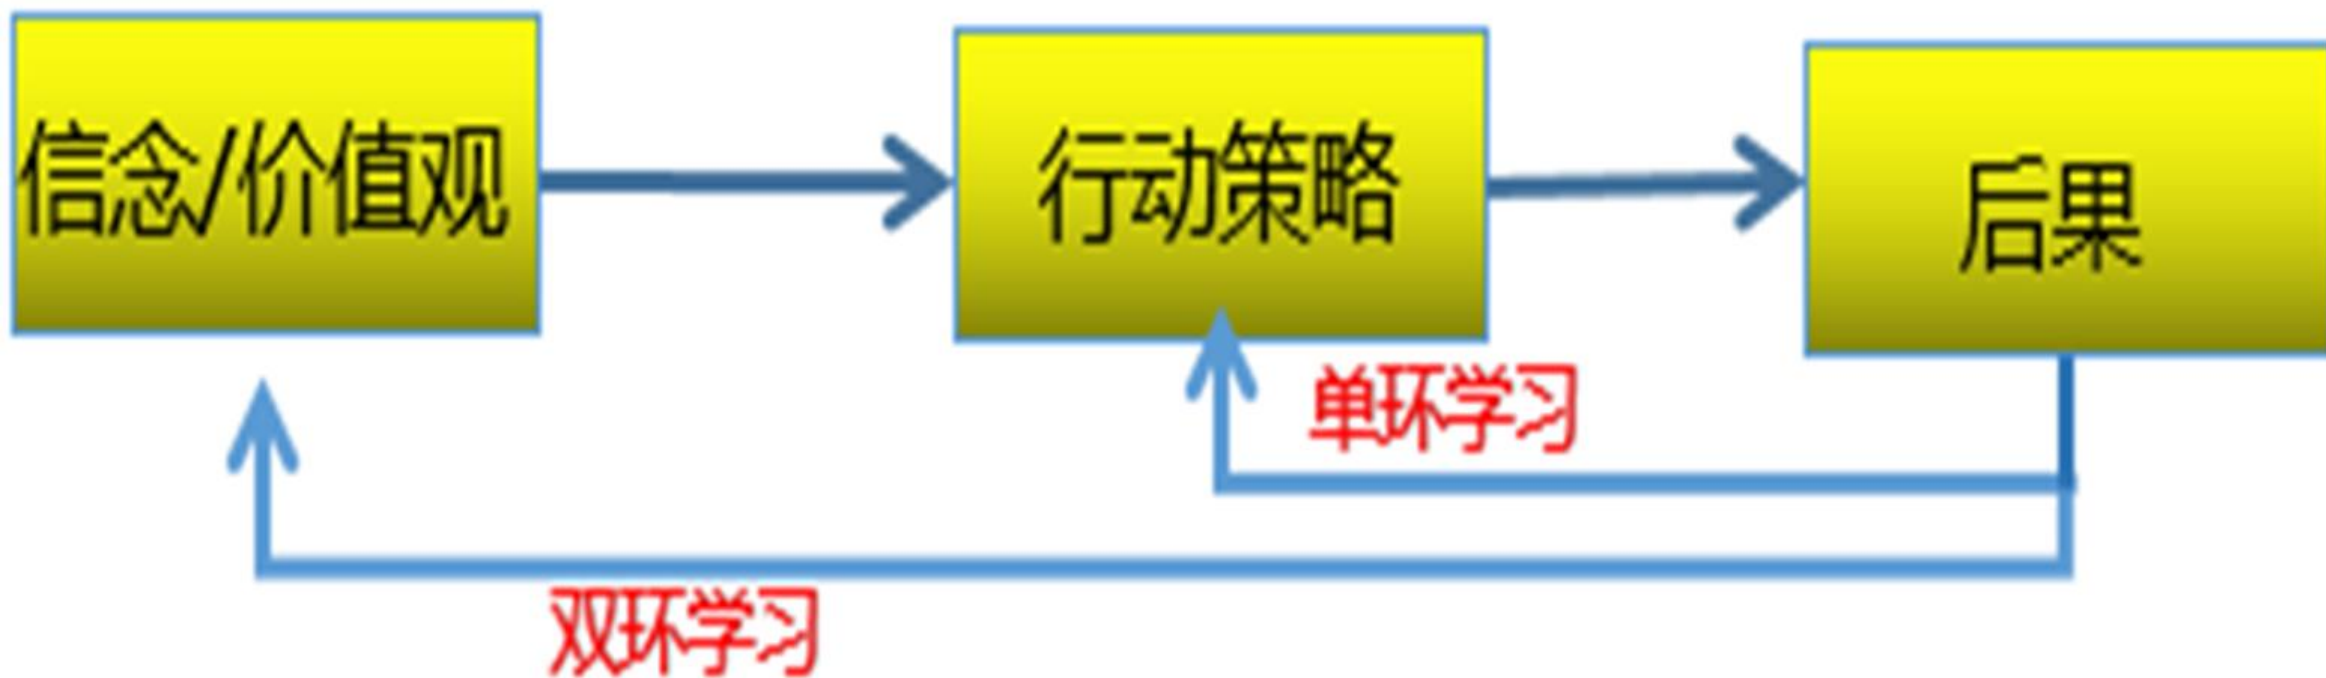 信念/价值观
行动策略
后果
单环学习
双环学习